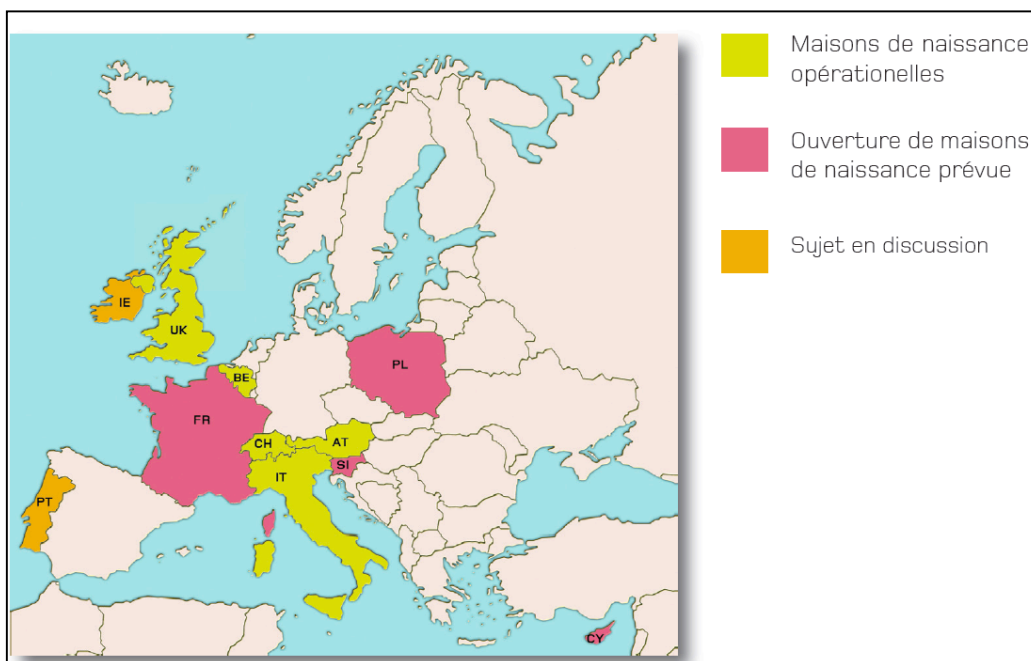 Maisons de naissance
opérationelles
Ouverture de maisons
de naissance prévue
Sujet en discussion
IE
UK
BE
PL
FR
CH
AT
SI
IT
PT
CY